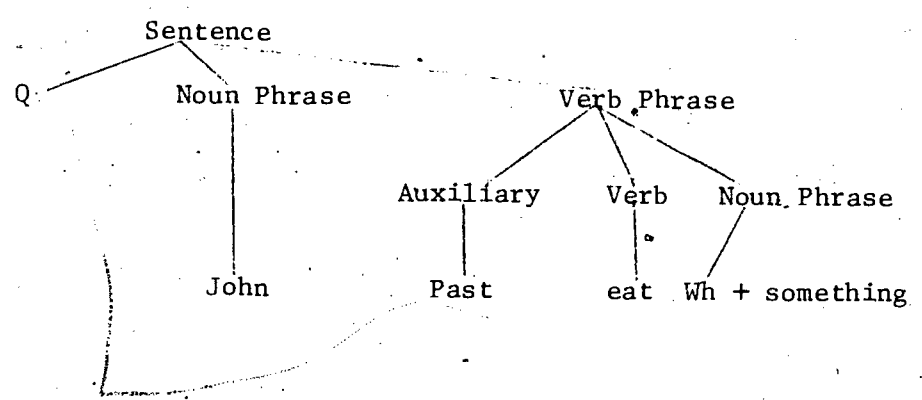 Sentence
Q Noun Phrase Verb Phrase
Auxiliary Verb Noun Phrase
John Past eat Wh + something